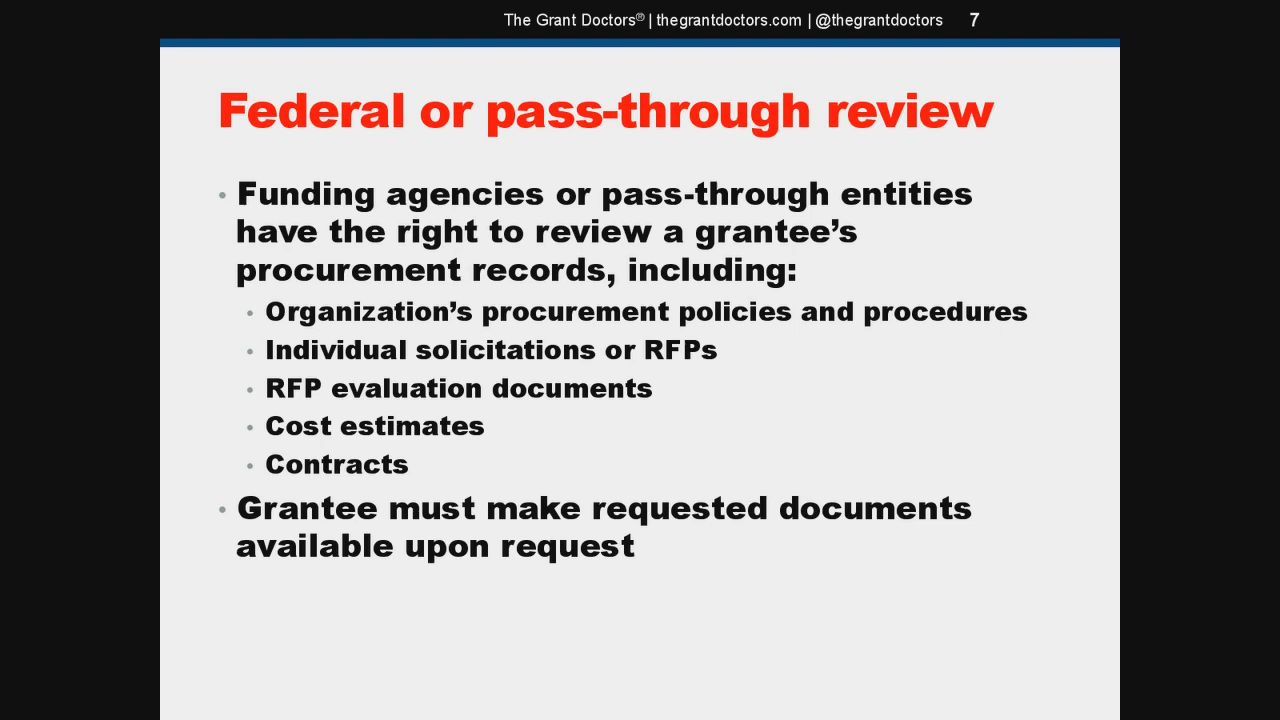 The Grant Doctors® | thegrantdoctors.com | @thegrantdoctors 7
Federal or pass-through review
• Funding agencies or pass-through entities
have the right to review a grantee’s
procurement records, including:
• Organization’s procurement policies and procedures
• Individual solicitations or RFPs
• RFP evaluation documents
• Cost estimates
• Contracts
• Grantee must make requested documents
available upon request